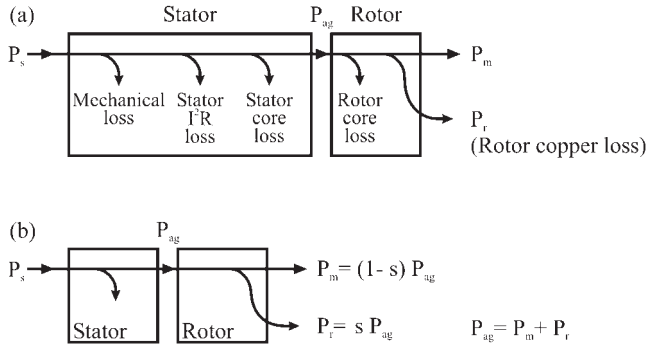 (a) Stator P_ag Rotor
P_s P_m
Mechanical loss
Stator I²R loss
Stator core loss
Rotor core loss
P_r
(Rotor copper loss)
(b)
P_ag
P_s P_m= (1- s) P_ag
Stator Rotor P_r= s P_ag P_ag= P_m+ P_r